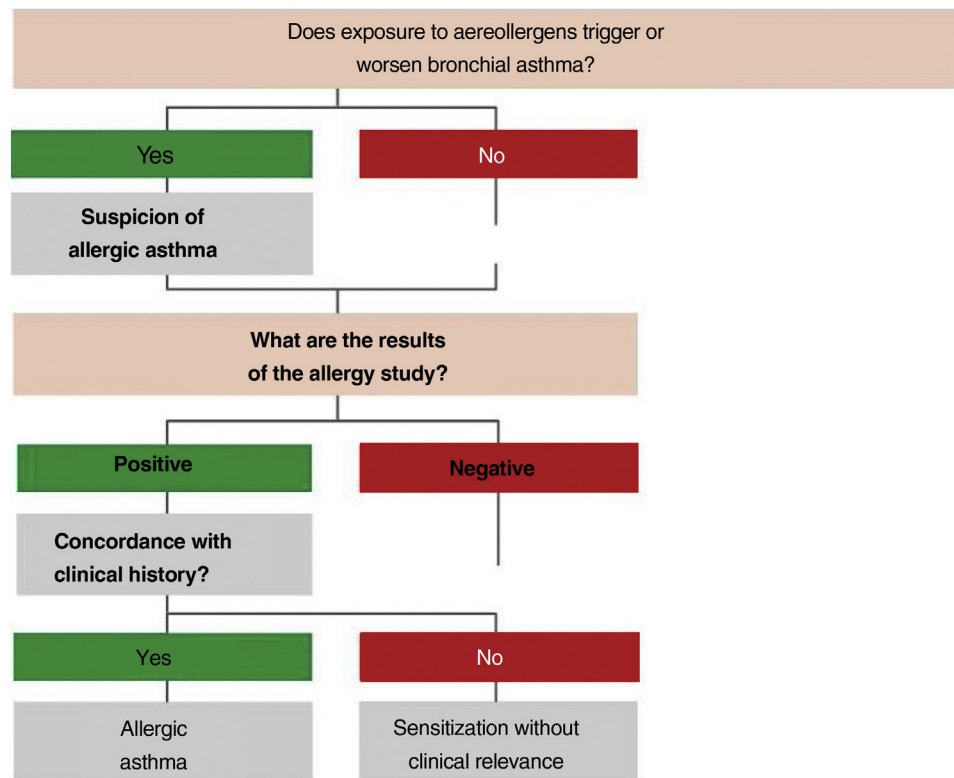 Does exposure to aereollergens trigger or
worsen bronchial asthma?
Yes
No
Suspicion of
allergic asthma
What are the results
of the allergy study?
Positive
Negative
Concordance with
clinical history?
Yes
No
Allergic
asthma
Sensitization without
clinical relevance